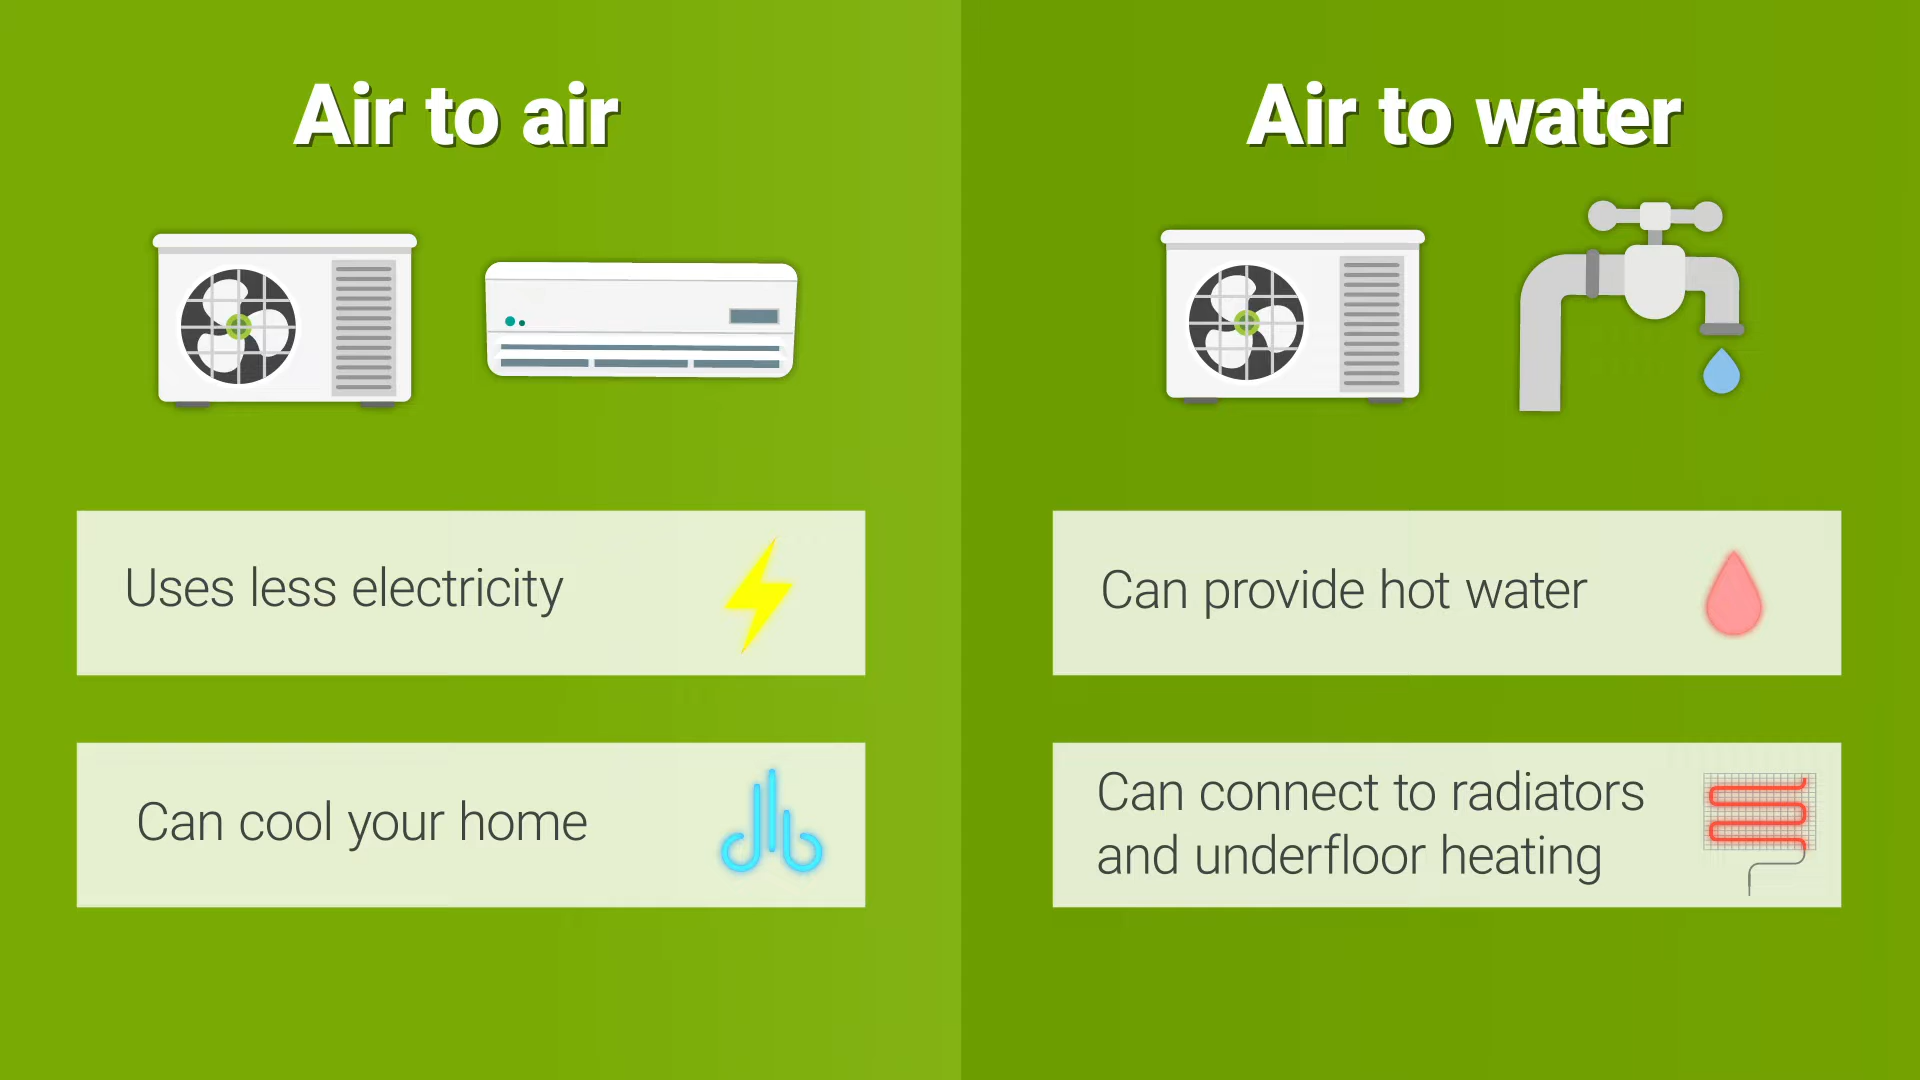 Air to air
Uses less electricity
Can cool your home
Air to water
Can provide hot water
Can connect to radiators
and underfloor heating